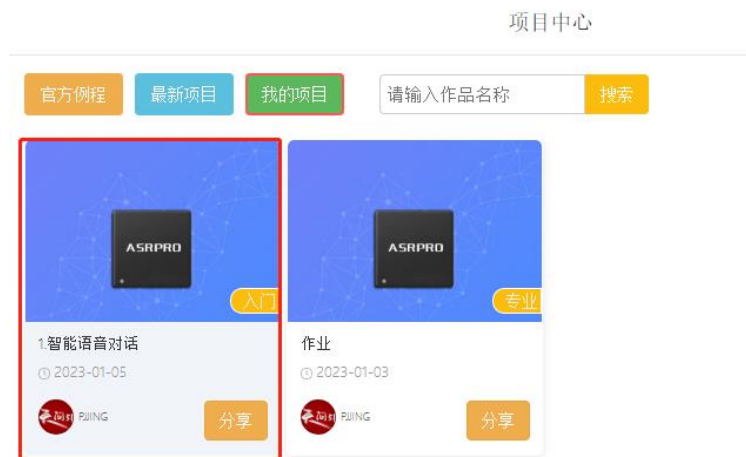 项目中心
官方例程 最新项目 我的项目 请输入作品名称 搜索
ASRPRO ASRPRO
入门 专业
1.智能语音对话 作业
2023-01-05 2023-01-03
PJJING PJJING
分享 分享